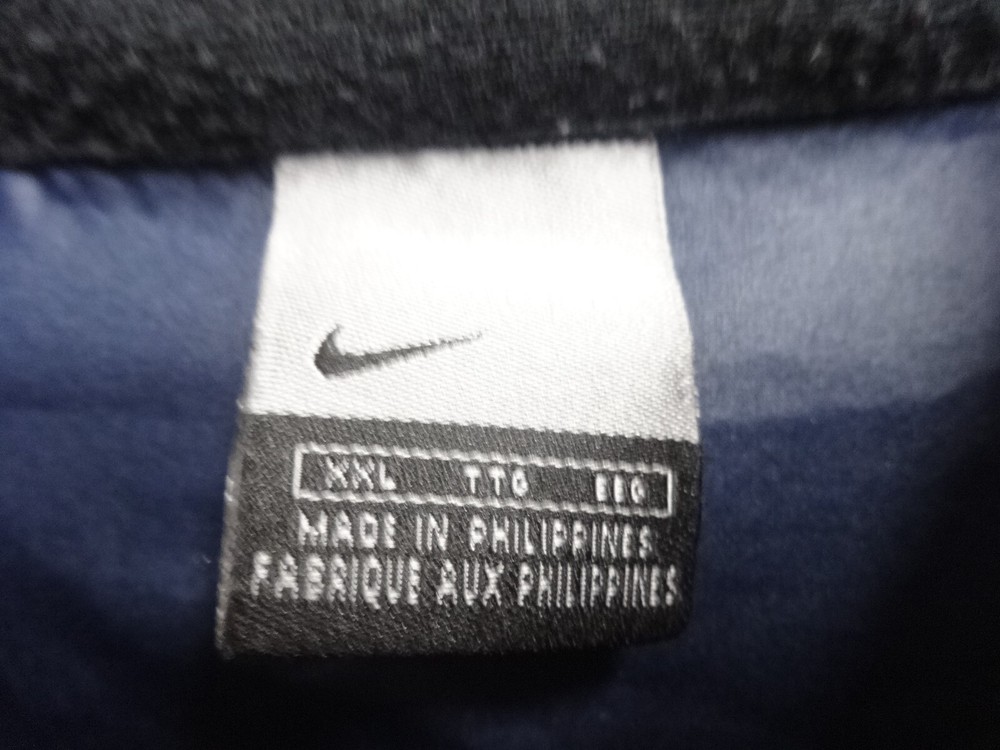 XXL TTG EEG
MADE IN PHILIPPINES
FABRIQUE AUX PHILIPPINES